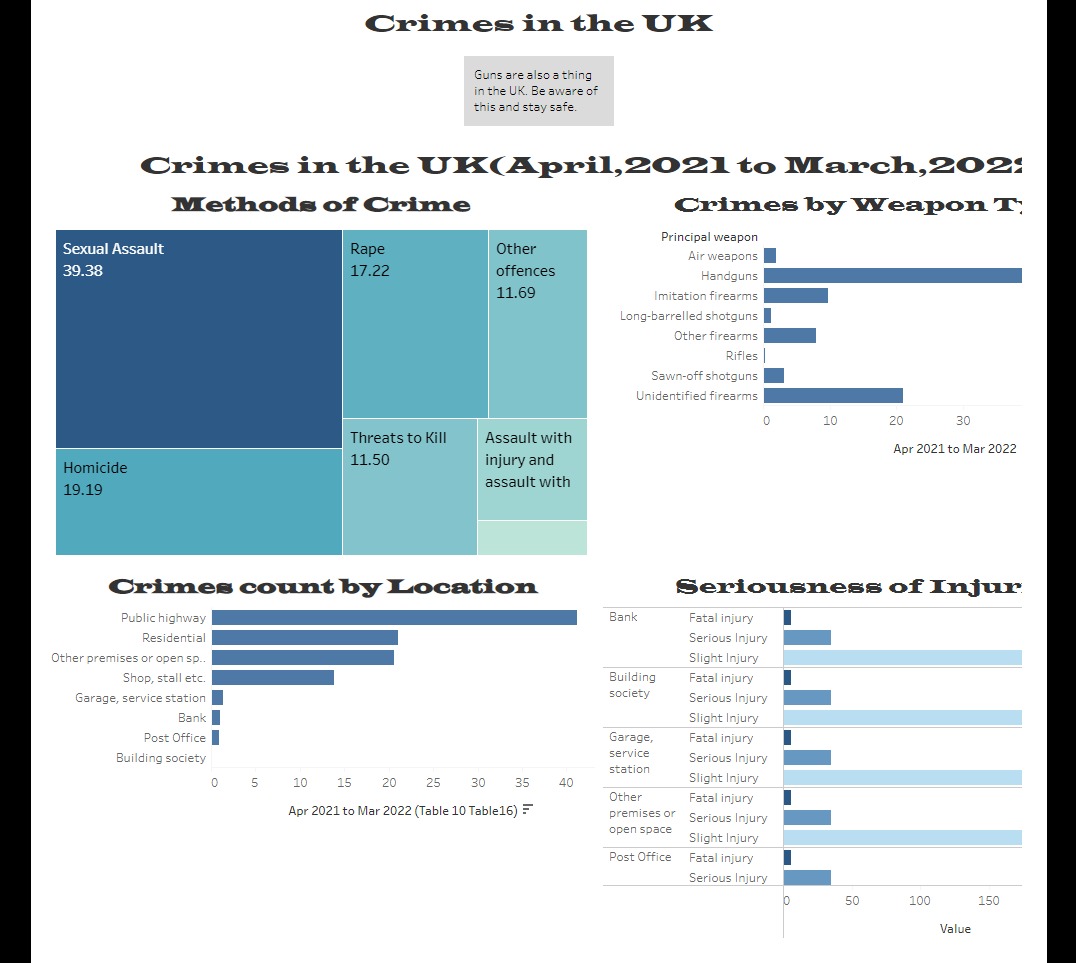 Crimes in the UK
Guns are also a thing
in the UK. Be aware of
this and stay safe.
Crimes in the UK(April,2021 to March,202
Methods of Crime
Sexual Assault
39.38
Rape
17.22
Other
offences
11.69
Homicide
19.19
Threats to Kill
11.50
Assault with
injury and
assault with
Crimes by Weapon Ty
Principal weapon
Air weapons
Handguns
Imitation firearms
Long-barrelled shotguns
Other firearms
Rifles
Sawn-off shotguns
Unidentified firearms
0 10 20 30
Apr 2021 to Mar 2022
Crimes count by Location
Public highway
Residential
Other premises or open sp..
Shop, stall etc.
Garage, service station
Bank
Post Office
Building society
0 5 10 15 20 25 30 35 40
Apr 2021 to Mar 2022 (Table 10 Table16)
Seriousness of Injur
Bank
Fatal injury
Serious Injury
Slight Injury
Building
society
Fatal injury
Serious Injury
Slight Injury
Garage,
service
station
Fatal injury
Serious Injury
Slight Injury
Other
premises or
open space
Fatal injury
Serious Injury
Slight Injury
Post Office
Fatal injury
Serious Injury
0 50 100 150
Value